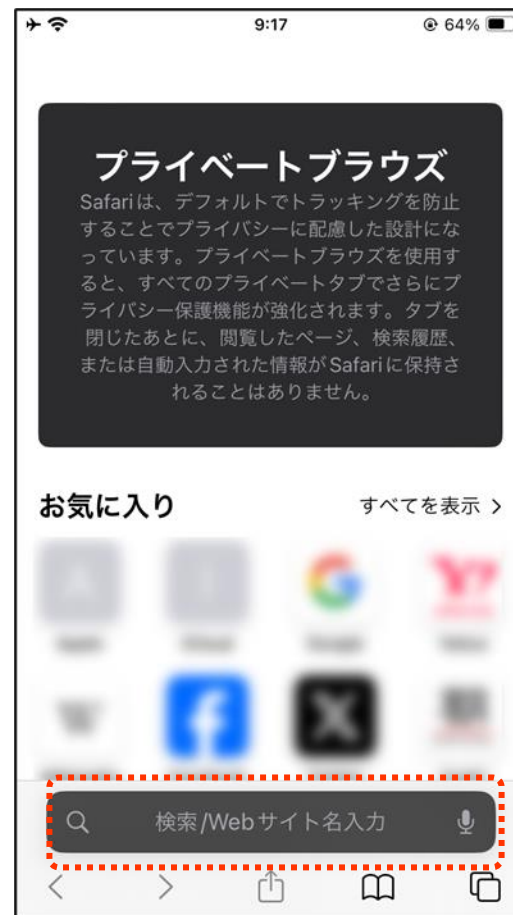 9:17
64%
プライベートブラウズ
Safariは、デフォルトでトラッキングを防止
することでプライバシーに配慮した設計にな
っています。プライベートブラウズを使用す
ると、すべてのプライベートタブでさらにプ
ライバシー保護機能が強化されます。タブを
閉じたあとに、閲覧したページ、検索履歴、
または自動入力された情報がSafariに保持さ
れることはありません。
お気に入り
すべてを表示 >
検索/Webサイト名入力